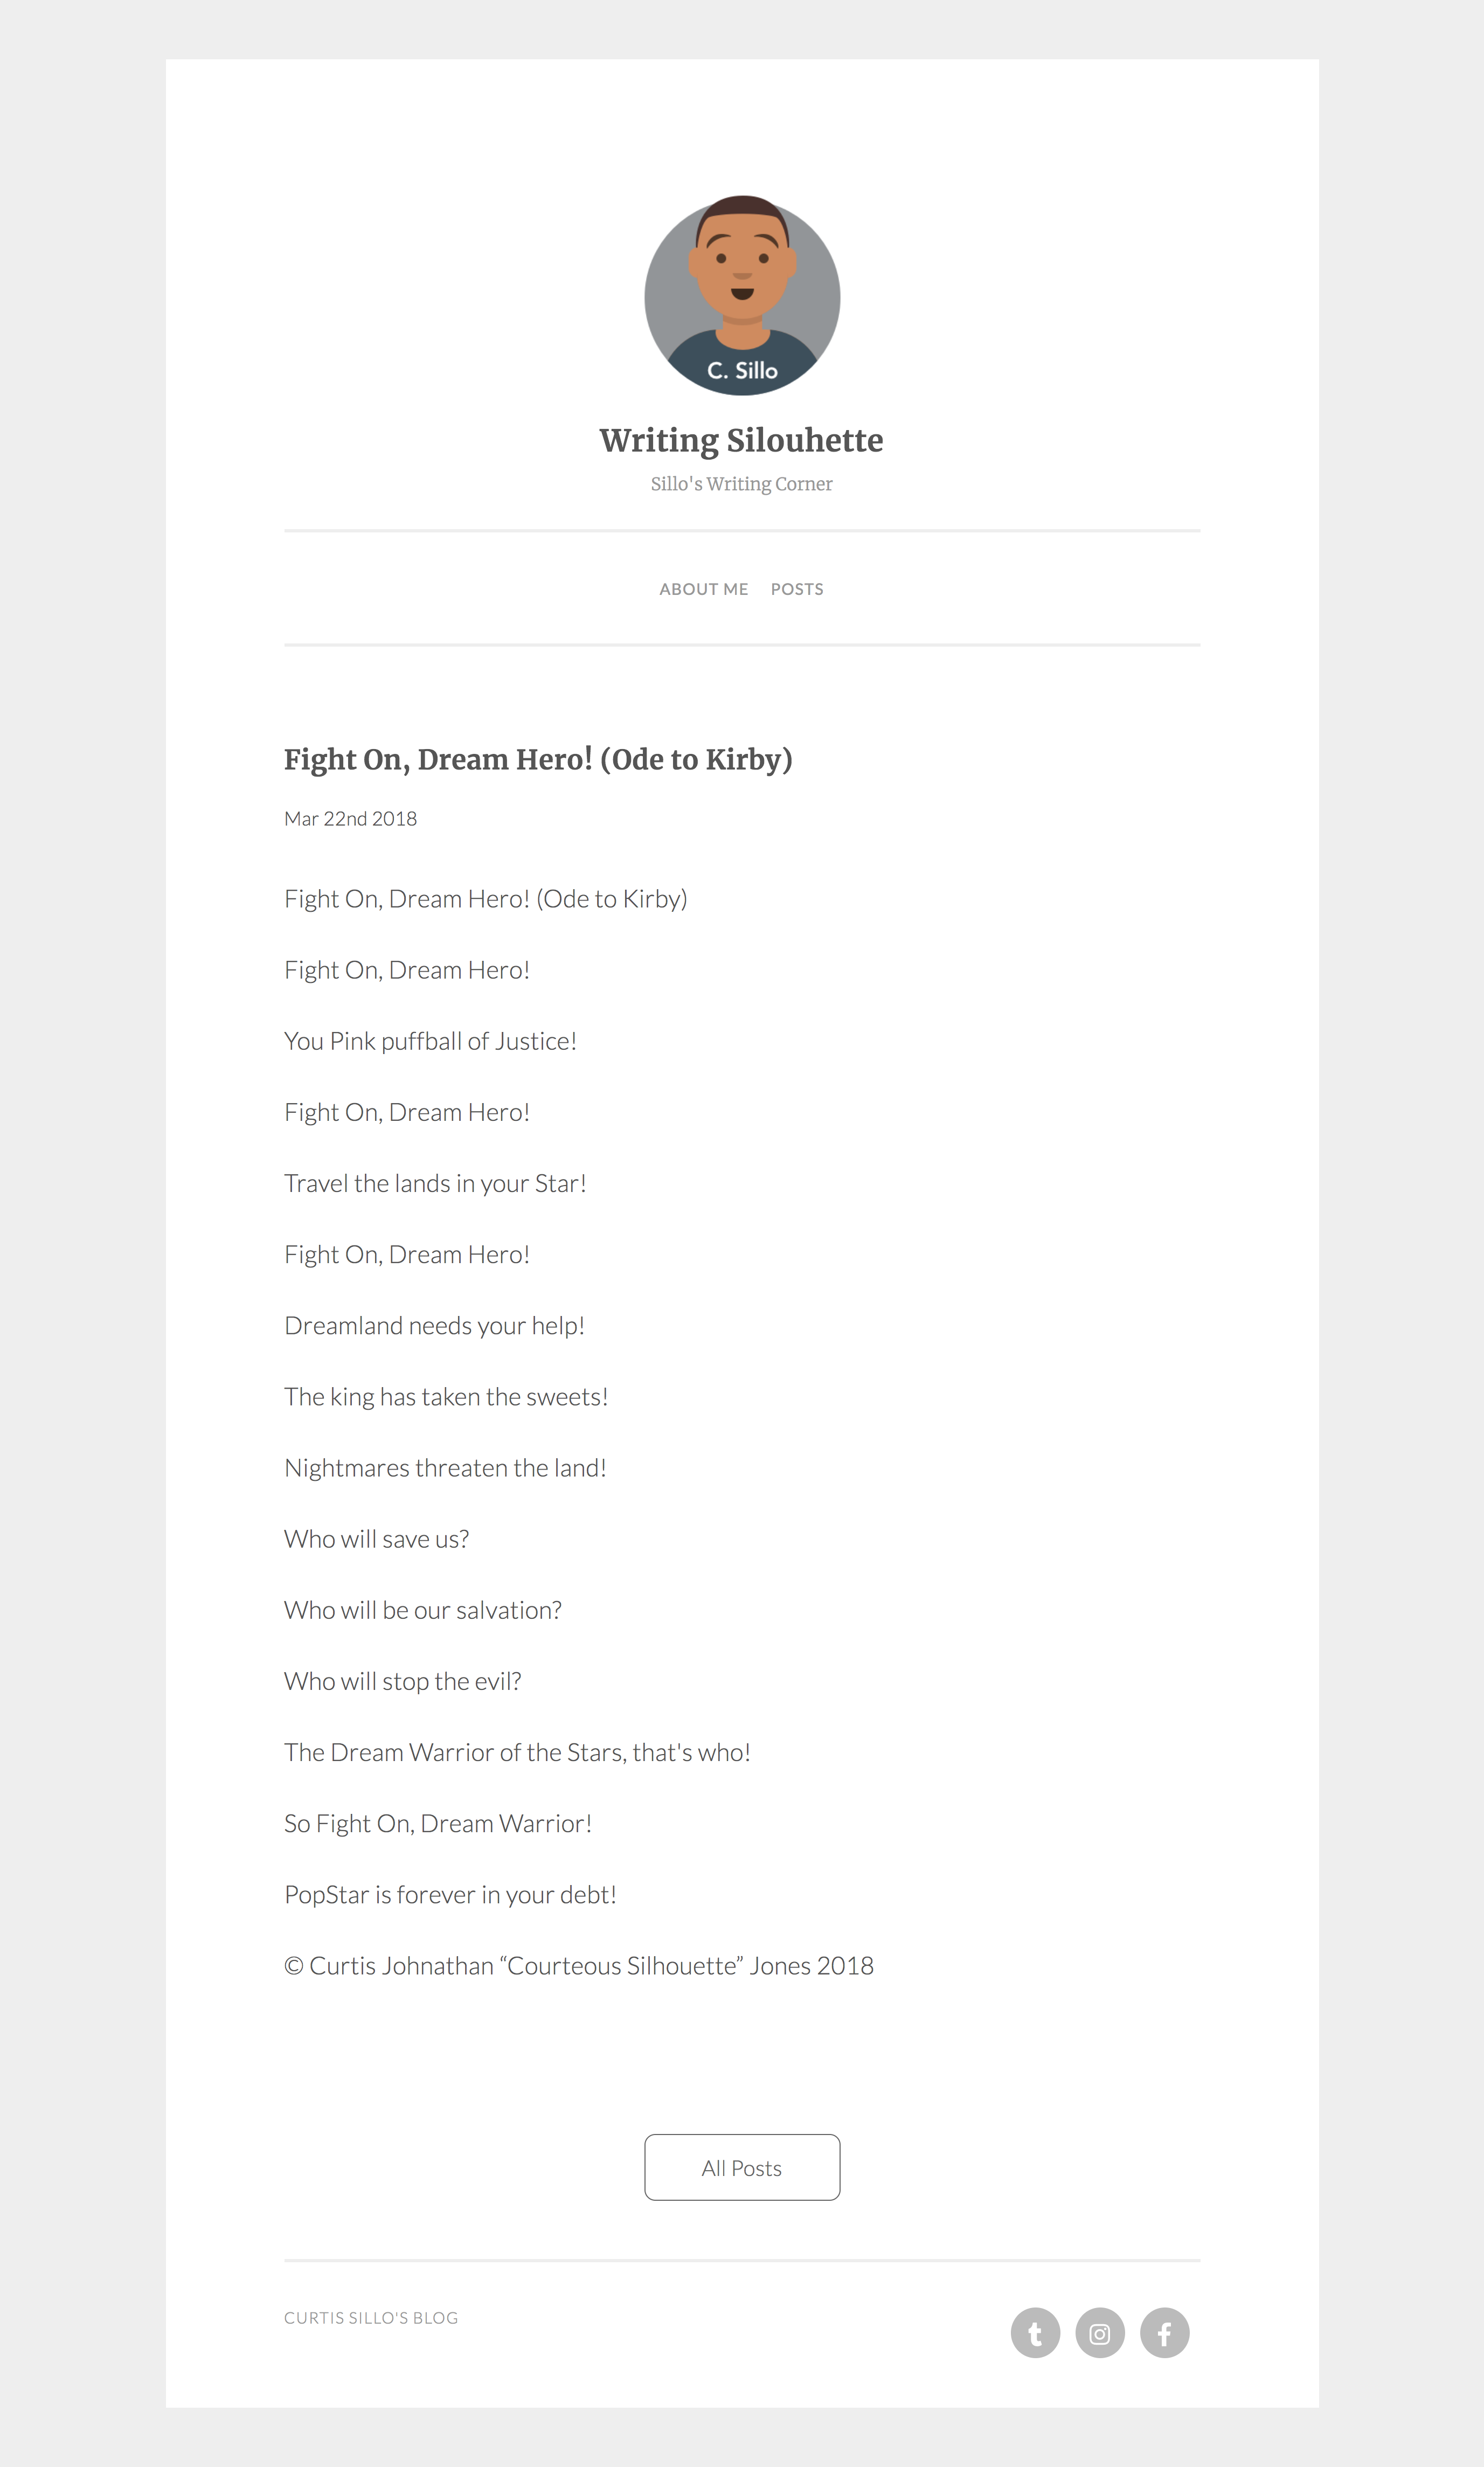 C. Sillo
Writing Silouhette
Sillo's Writing Corner
ABOUT ME POSTS
Fight On, Dream Hero! (Ode to Kirby)
Mar 22nd 2018
Fight On, Dream Hero! (Ode to Kirby)
Fight On, Dream Hero!
You Pink puffball of Justice!
Fight On, Dream Hero!
Travel the lands in your Star!
Fight On, Dream Hero!
Dreamland needs your help!
The king has taken the sweets!
Nightmares threaten the land!
Who will save us?
Who will be our salvation?
Who will stop the evil?
The Dream Warrior of the Stars, that's who!
So Fight On, Dream Warrior!
PopStar is forever in your debt!
© Curtis Johnathan “Courteous Silhouette” Jones 2018
All Posts
CURTIS SILLO'S BLOG